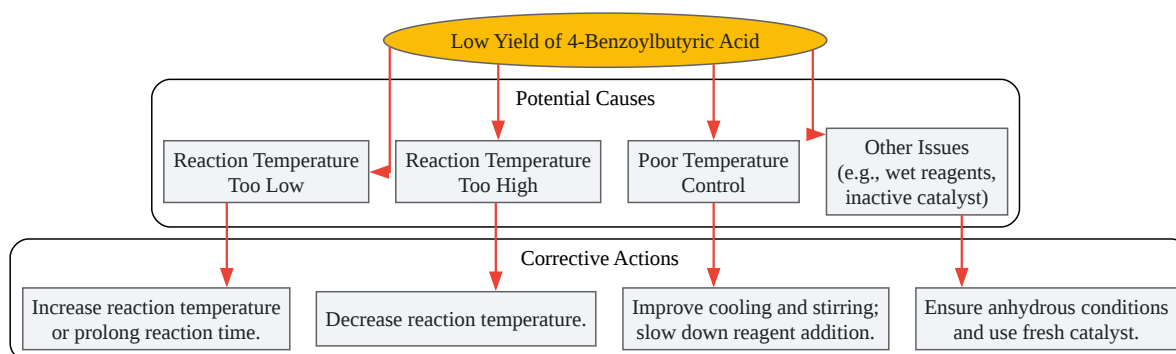 Low Yield of 4-Benzoylbutyric Acid
Potential Causes
Reaction Temperature
Too Low
Reaction Temperature
Too High
Poor Temperature
Control
Other Issues
(e.g., wet reagents,
inactive catalyst)
Corrective Actions
Increase reaction temperature
or prolong reaction time.
Decrease reaction temperature.
Improve cooling and stirring;
slow down reagent addition.
Ensure anhydrous conditions
and use fresh catalyst.